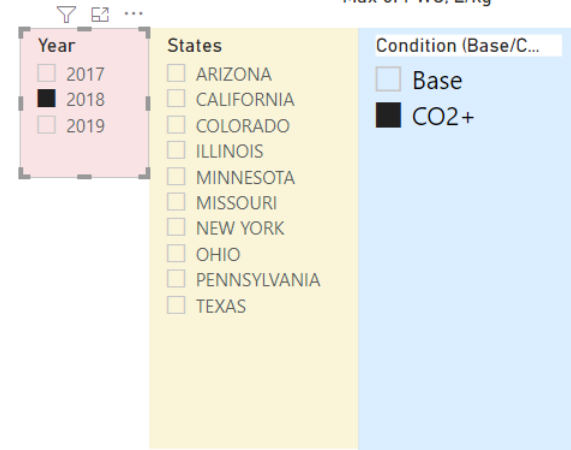 Year
2017
2018
2019
States
ARIZONA
CALIFORNIA
COLORADO
ILLINOIS
MINNESOTA
MISSOURI
NEW YORK
OHIO
PENNSYLVANIA
TEXAS
Condition (Base/C...
Base
CO2+